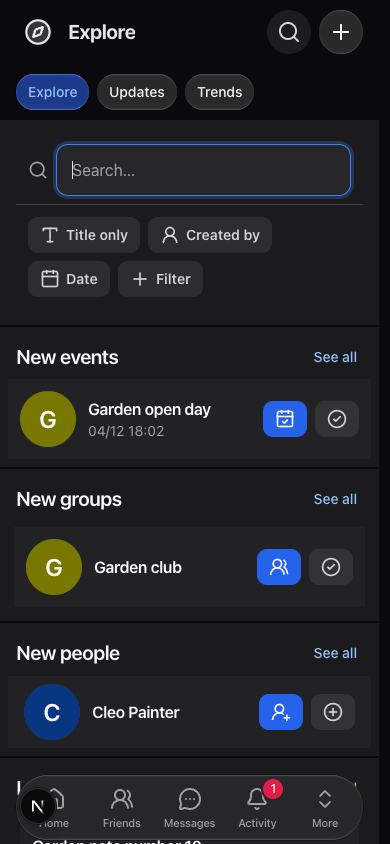 Explore
Explore Updates Trends
Search...
Title only Created by
Date Filter
New events See all
G Garden open day
04/12 18:02
New groups See all
G Garden club
New people See all
C Cleo Painter
N
Home Friends Messages Activity More
1